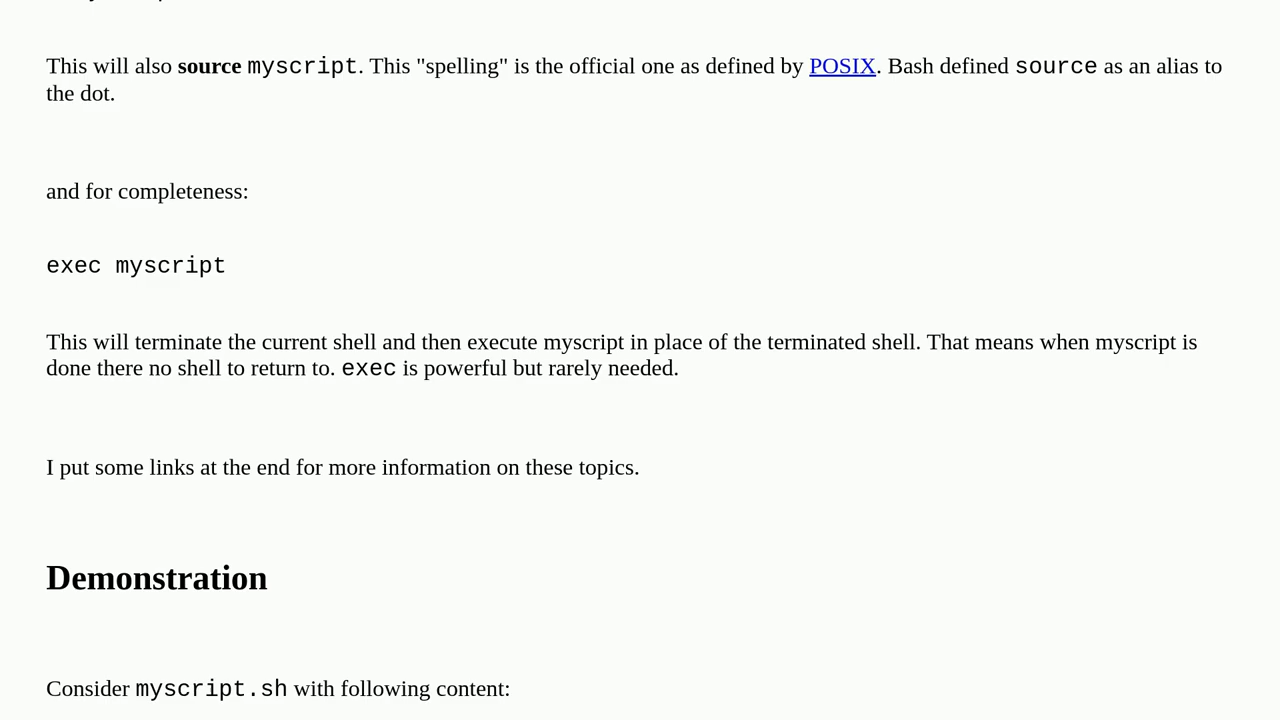 This will also source myscript. This "spelling" is the official one as defined by POSIX. Bash defined source as an alias to
the dot.
and for completeness:
exec myscript
This will terminate the current shell and then execute myscript in place of the terminated shell. That means when myscript is
done there no shell to return to. exec is powerful but rarely needed.
I put some links at the end for more information on these topics.
Demonstration
Consider myscript.sh with following content: